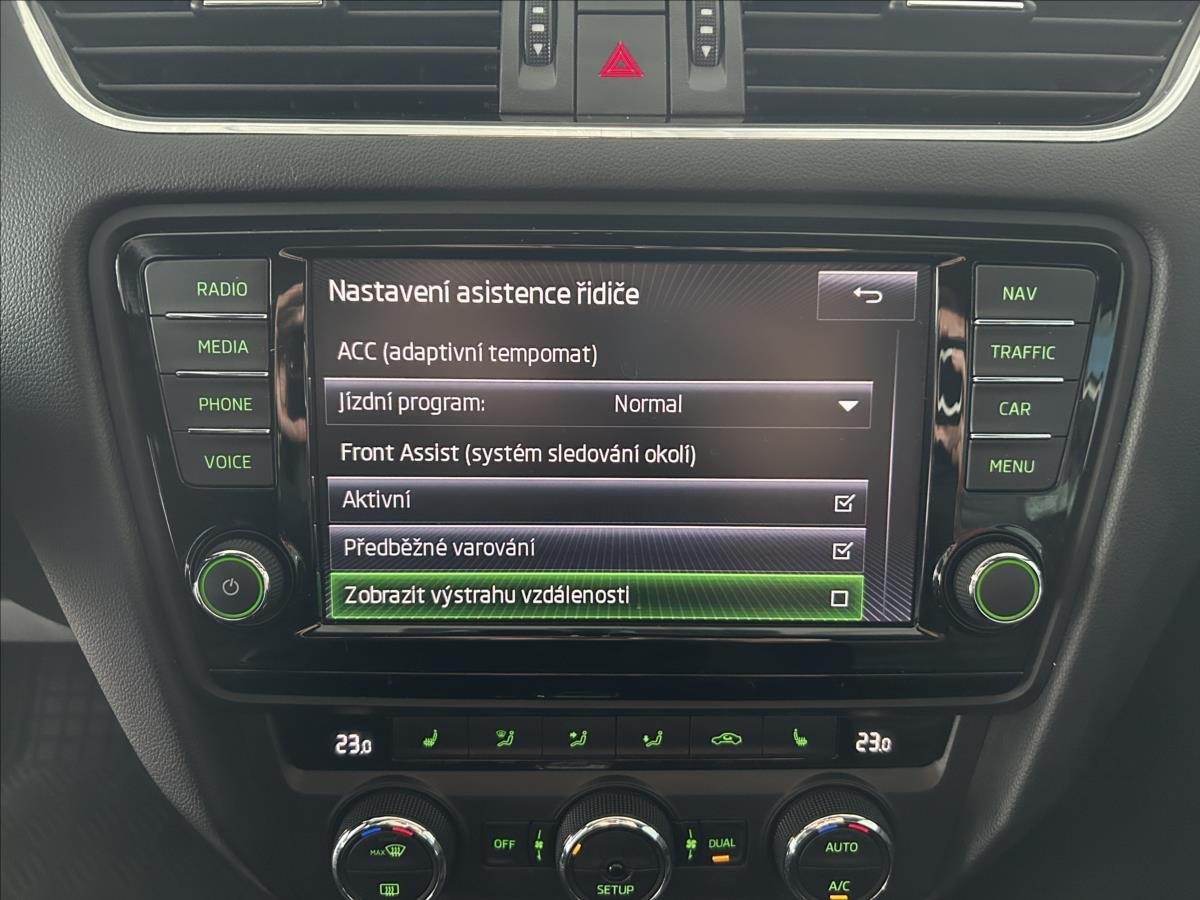 RADIO
MEDIA
PHONE
VOICE
Nastavení asistence řidiče
ACC (adaptivní tempomat)
Jízdní program: Normal
Front Assist (systém sledování okolí)
Aktivní
Předběžné varování
Zobrazit výstrahu vzdálenosti
NAV
TRAFFIC
CAR
MENU
23.0
23.0
MAX
OFF
SETUP
DUAL
AUTO
A/C